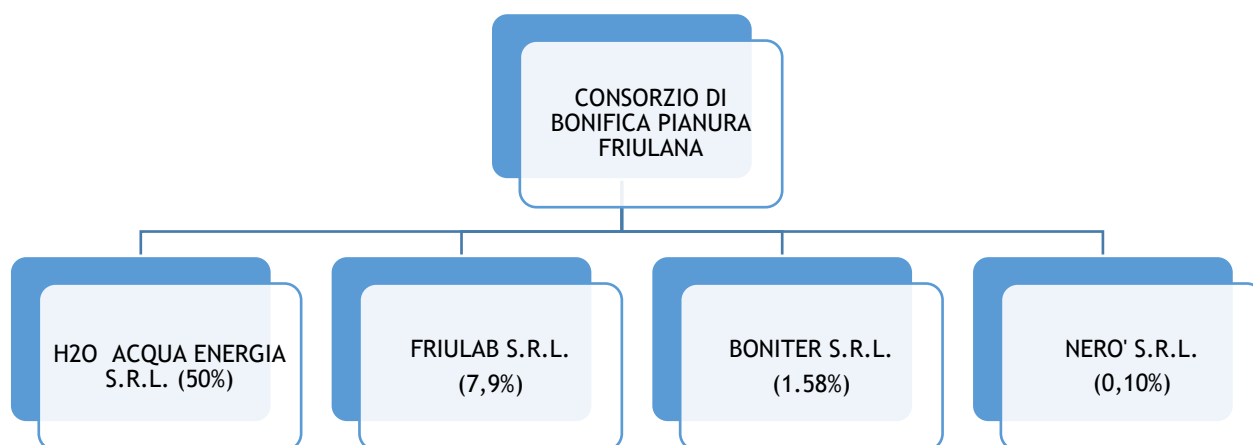 CONSORZIO DI
BONIFICA PIANURA
FRIULANA
H2O  ACQUA ENERGIA
S.R.L. (50%)
FRIULAB S.R.L.
(7,9%)
BONITER S.R.L.
(1.58%)
NERO' S.R.L.
(0,10%)